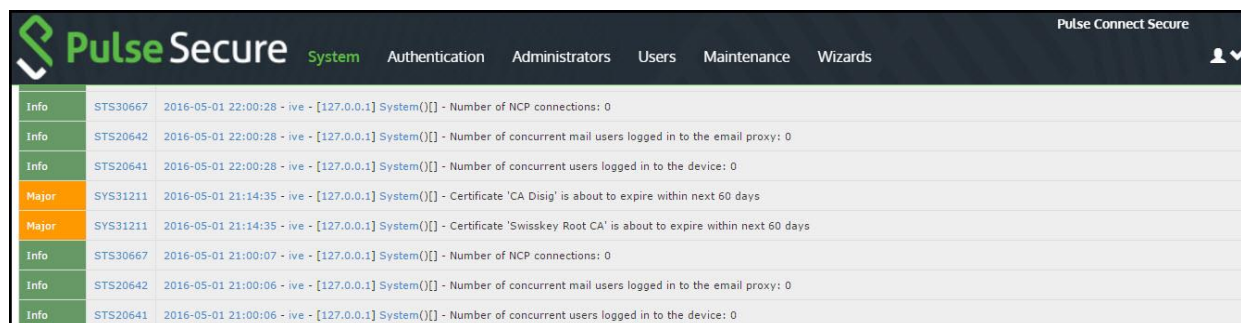 Pulse Connect Secure
Pulse Secure System Authentication Administrators Users Maintenance Wizards
Info STS30667 2016-05-01 22:00:28 - ive - [127.0.0.1] System()[] - Number of NCP connections: 0
Info STS20642 2016-05-01 22:00:28 - ive - [127.0.0.1] System()[] - Number of concurrent mail users logged in to the email proxy: 0
Info STS20641 2016-05-01 22:00:28 - ive - [127.0.0.1] System()[] - Number of concurrent users logged in to the device: 0
Major SYS31211 2016-05-01 21:14:35 - ive - [127.0.0.1] System()[] - Certificate 'CA Disig' is about to expire within next 60 days
Major SYS31211 2016-05-01 21:14:35 - ive - [127.0.0.1] System()[] - Certificate 'Swisskey Root CA' is about to expire within next 60 days
Info STS30667 2016-05-01 21:00:07 - ive - [127.0.0.1] System()[] - Number of NCP connections: 0
Info STS20642 2016-05-01 21:00:06 - ive - [127.0.0.1] System()[] - Number of concurrent mail users logged in to the email proxy: 0
Info STS20641 2016-05-01 21:00:06 - ive - [127.0.0.1] System()[] - Number of concurrent users logged in to the device: 0